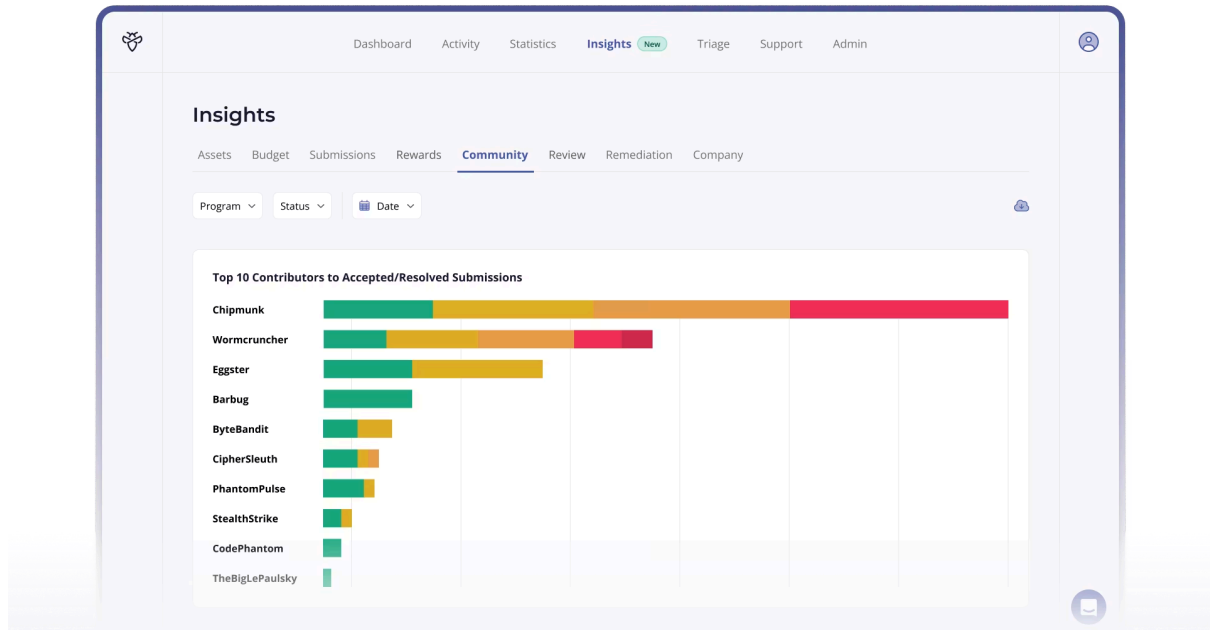 Dashboard Activity Statistics Insights New Triage Support Admin
Insights
Assets Budget Submissions Rewards Community Review Remediation Company
Program Status Date
Top 10 Contributors to Accepted/Resolved Submissions
Chipmunk
Wormcruncher
Eggster
Barbug
ByteBandit
CipherSleuth
PhantomPulse
StealthStrike
CodePhantom
TheBigLePaulsky